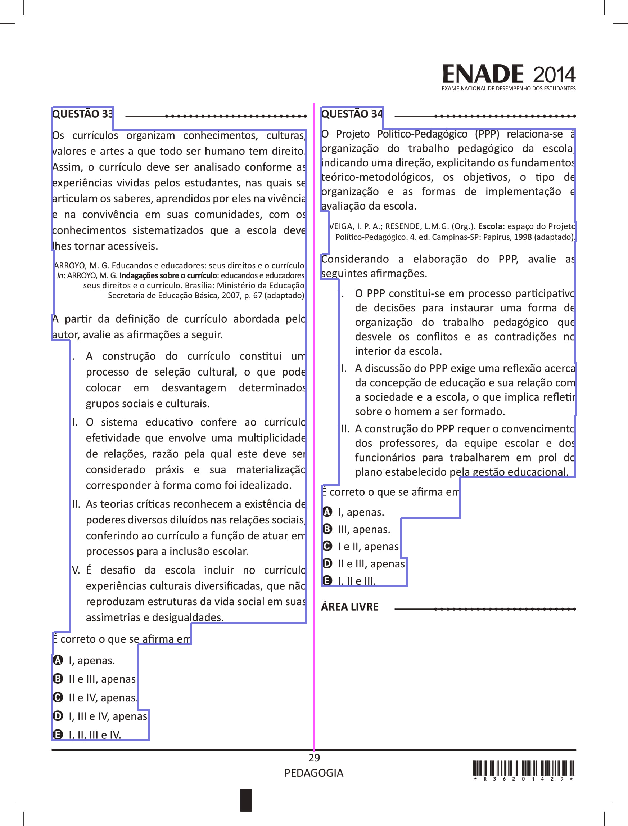 ENADE 2014
EXAME NACIONAL DE DESEMPENHO DOS ESTUDANTES
QUESTÃO 33
Os currículos organizam conhecimentos, culturas,
valores e artes a que todo ser humano tem direito.
Assim, o currículo deve ser analisado conforme as
experiências vividas pelos estudantes, nas quais se
articulam os saberes, aprendidos por eles na vivência
e na convivência em suas comunidades, com os
conhecimentos sistematizados que a escola deve
lhes tornar acessíveis.
ARROYO, M. G. Educandos e educadores: seus direitos e o currículo.
In: ARROYO, M. G. Indagações sobre o currículo: educandos e educadores
seus direitos e o currículo. Brasília: Ministério da Educação
Secretaria de Educação Básica, 2007, p. 67 (adaptado).
A partir da definição de currículo abordada pelo
autor, avalie as afirmações a seguir.
I. A construção do currículo constitui um
processo de seleção cultural, o que pode
colocar em desvantagem determinados
grupos sociais e culturais.
II. O sistema educativo confere ao currículo
efetividade que envolve uma multiplicidade
de relações, razão pela qual este deve ser
considerado práxis e sua materialização
corresponder à forma como foi idealizado.
III. As teorias críticas reconhecem a existência de
poderes diversos diluídos nas relações sociais,
conferindo ao currículo a função de atuar em
processos para a inclusão escolar.
IV. É desafio da escola incluir no currículo
experiências culturais diversificadas, que não
reproduzam estruturas da vida social em suas
assimetrias e desigualdades.
É correto o que se afirma em
A I, apenas.
B II e III, apenas.
C II e IV, apenas.
D I, III e IV, apenas.
E I, II, III e IV.
QUESTÃO 34
O Projeto Político-Pedagógico (PPP) relaciona-se à
organização do trabalho pedagógico da escola,
indicando uma direção, explicitando os fundamentos
teórico-metodológicos, os objetivos, o tipo de
organização e as formas de implementação e
avaliação da escola.
VEIGA, I. P. A.; RESENDE, L.M.G. (Org.). Escola: espaço do Projeto
Político-Pedagógico. 4. ed. Campinas-SP: Papirus, 1998 (adaptado).
Considerando a elaboração do PPP, avalie as
seguintes afirmações.
I. O PPP constitui-se em processo participativo
de decisões para instaurar uma forma de
organização do trabalho pedagógico que
desvele os conflitos e as contradições no
interior da escola.
II. A discussão do PPP exige uma reflexão acerca
da concepção de educação e sua relação com
a sociedade e a escola, o que implica refletir
sobre o homem a ser formado.
III. A construção do PPP requer o convencimento
dos professores, da equipe escolar e dos
funcionários para trabalharem em prol do
plano estabelecido pela gestão educacional.
É correto o que se afirma em
A I, apenas.
B III, apenas.
C I e II, apenas.
D II e III, apenas.
E I, II e III.
ÁREA LIVRE
29
PEDAGOGIA
*R36201429*